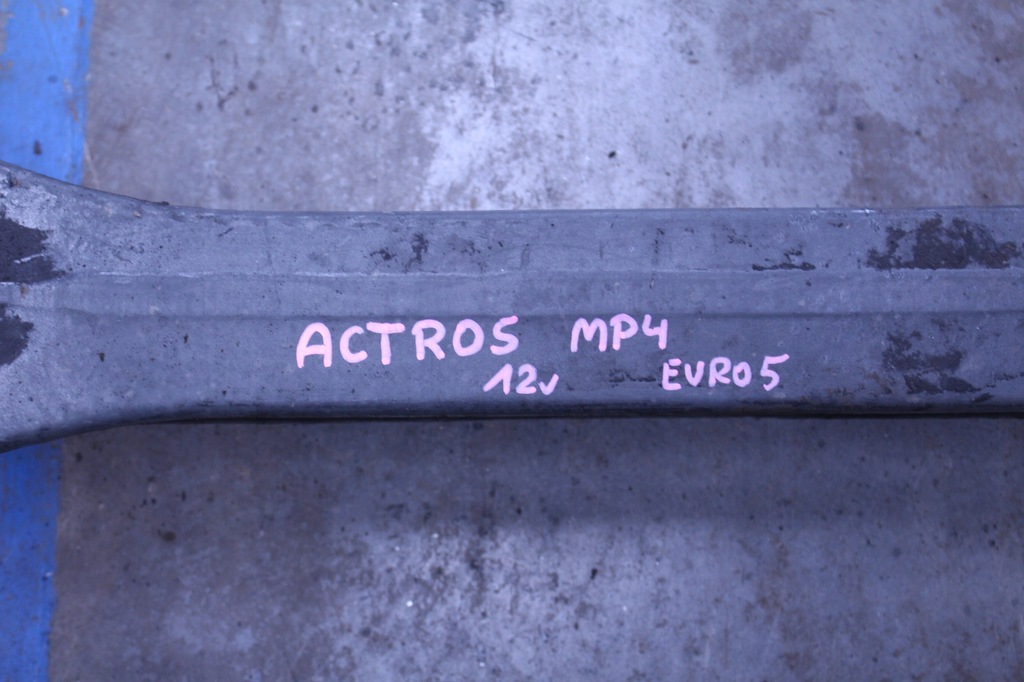 ACTROS MP4
12v EVRO5